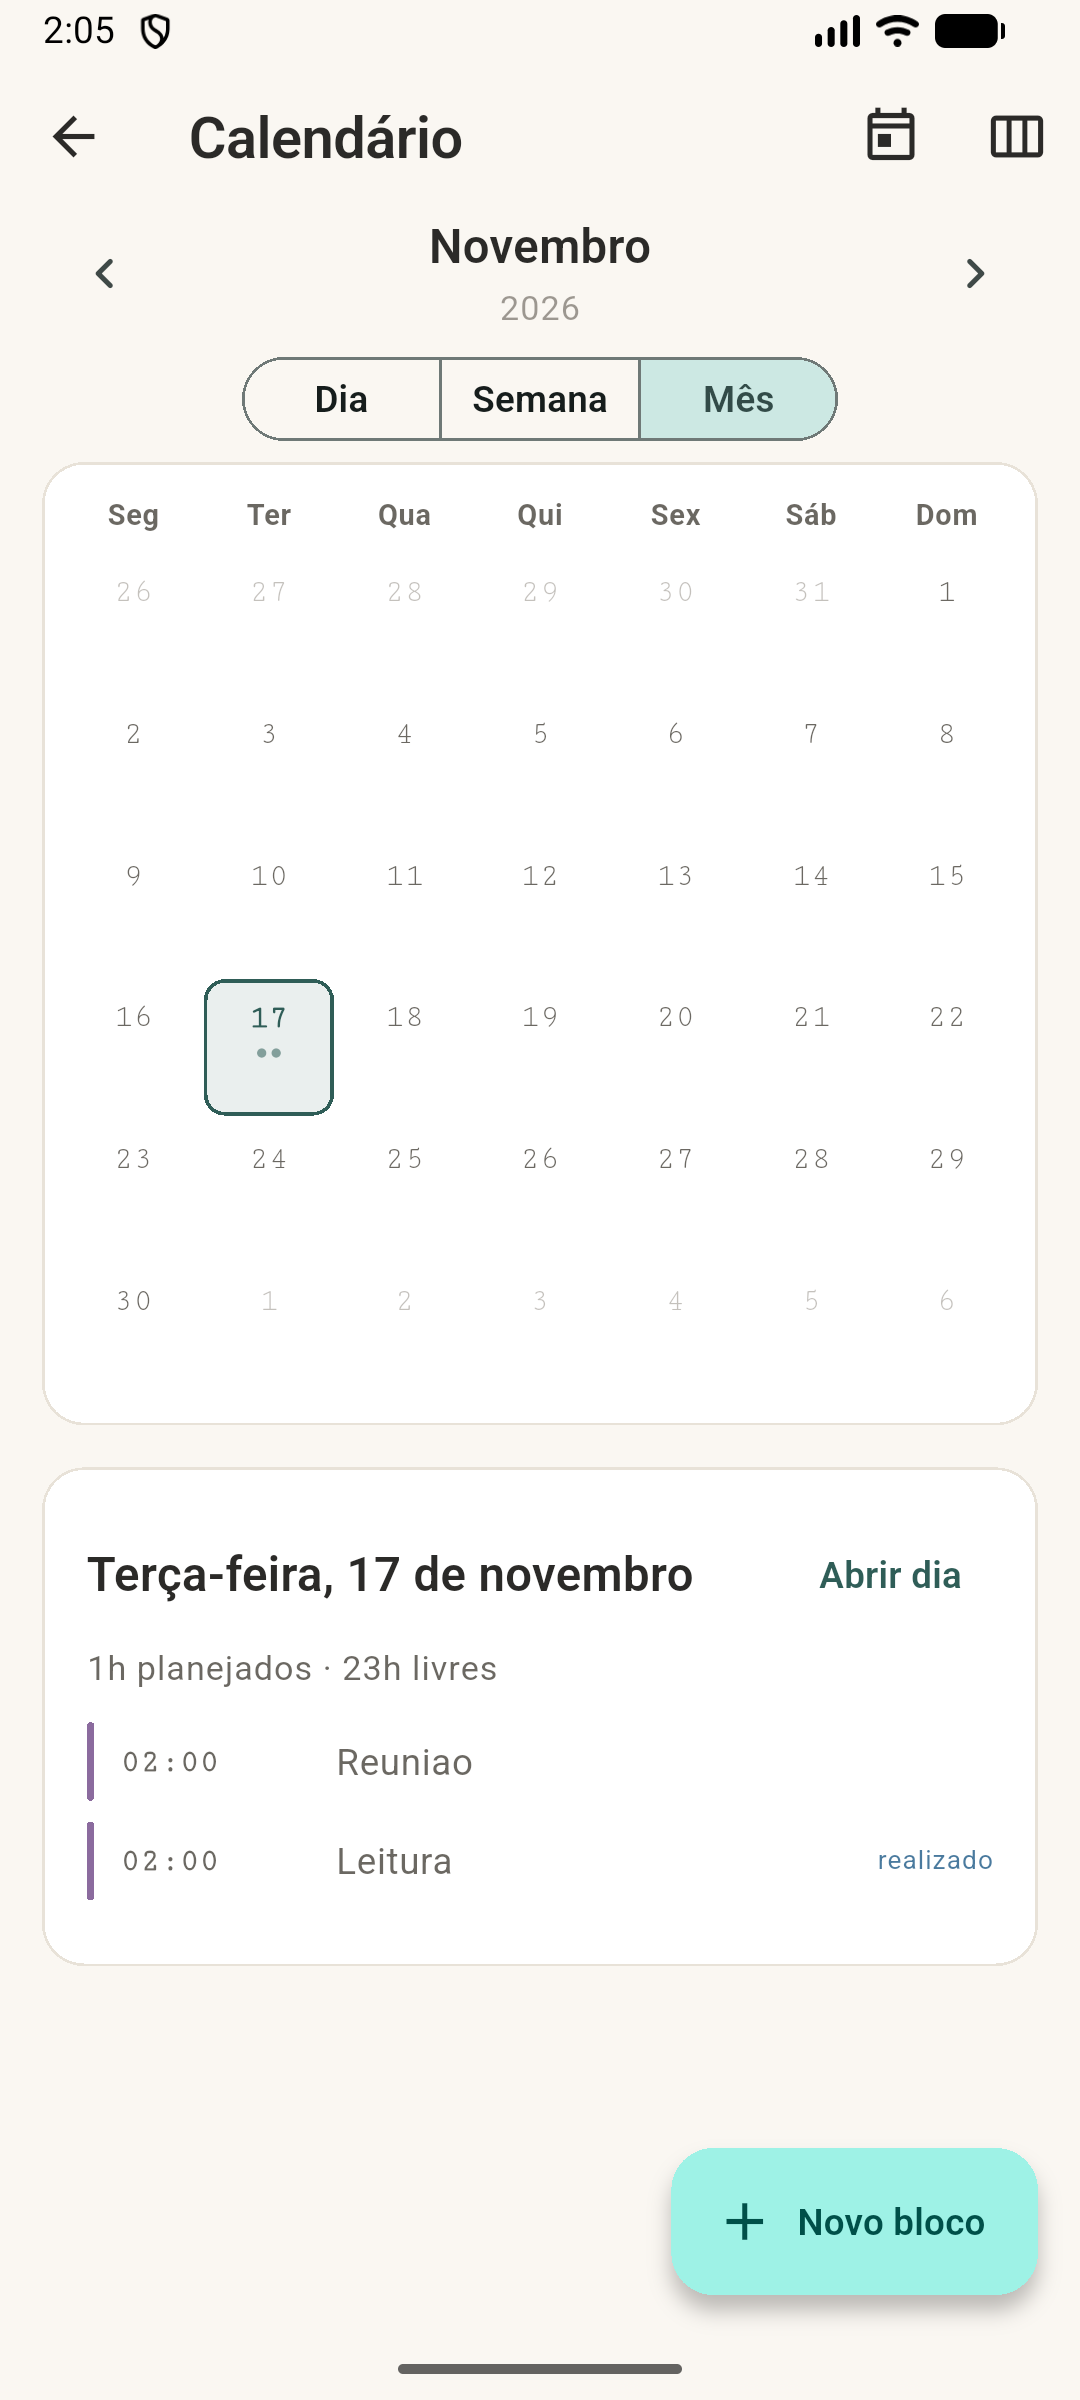 2:05
Calendário
Novembro
2026
Dia Semana Mês
Seg Ter Qua Qui Sex Sáb Dom
26 27 28 29 30 31 1
2 3 4 5 6 7 8
9 10 11 12 13 14 15
16 17 18 19 20 21 22
23 24 25 26 27 28 29
30 1 2 3 4 5 6
Terça-feira, 17 de novembro Abrir dia
1h planejados · 23h livres
02:00 Reuniao
02:00 Leitura realizado
Novo bloco